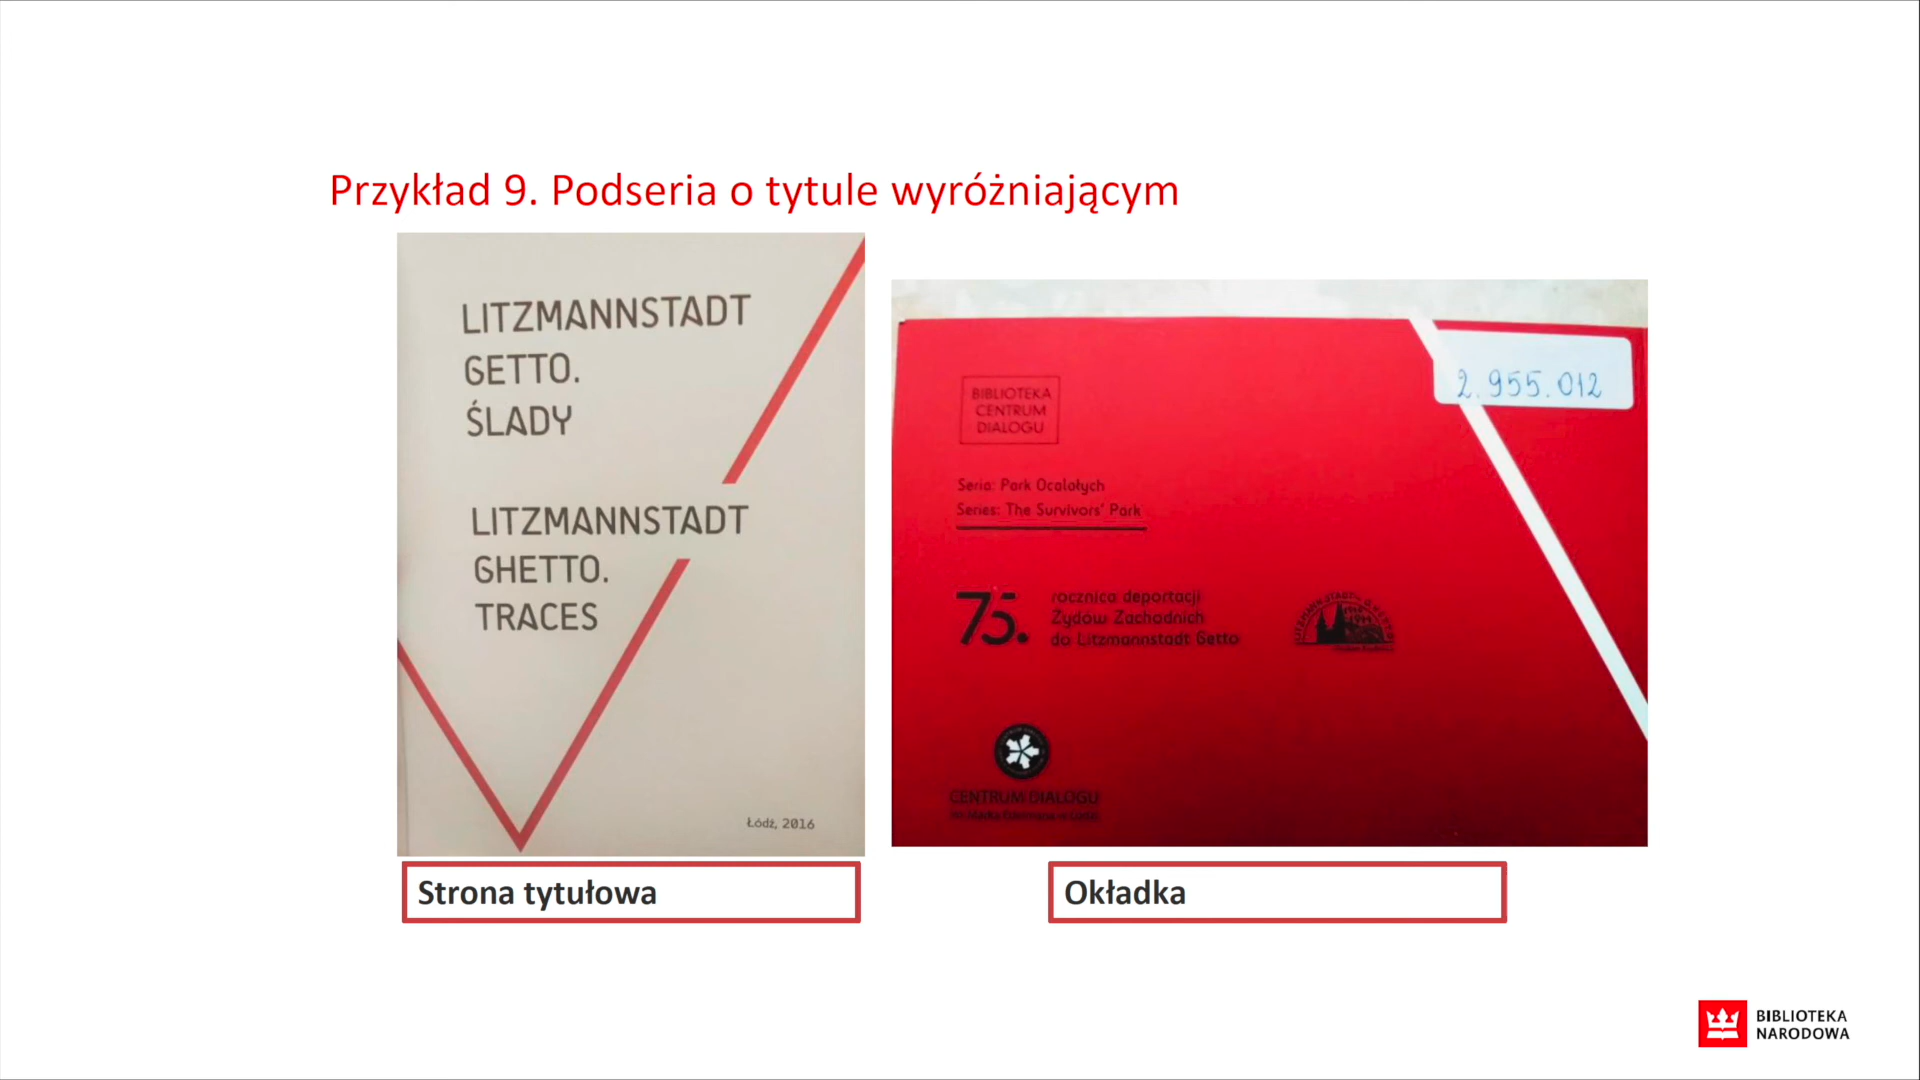 Przykład 9. Podseria o tytule wyróżniającym
LITZMANNSTADT
GETTO.
ŚLADY
LITZMANNSTADT
GHETTO.
TRACES
Łódź, 2016
Strona tytułowa
2.955.012
BIBLIOTEKA
CENTRUM
DIALOGU
Seria: Park Ocalałych
Series: The Survivors' Park
75.
rocznica deportacji
Żydów Zachodnich
do Litzmannstadt Getto
CENTRUM DIALOGU
Okładka
BIBLIOTEKA
NARODOWA